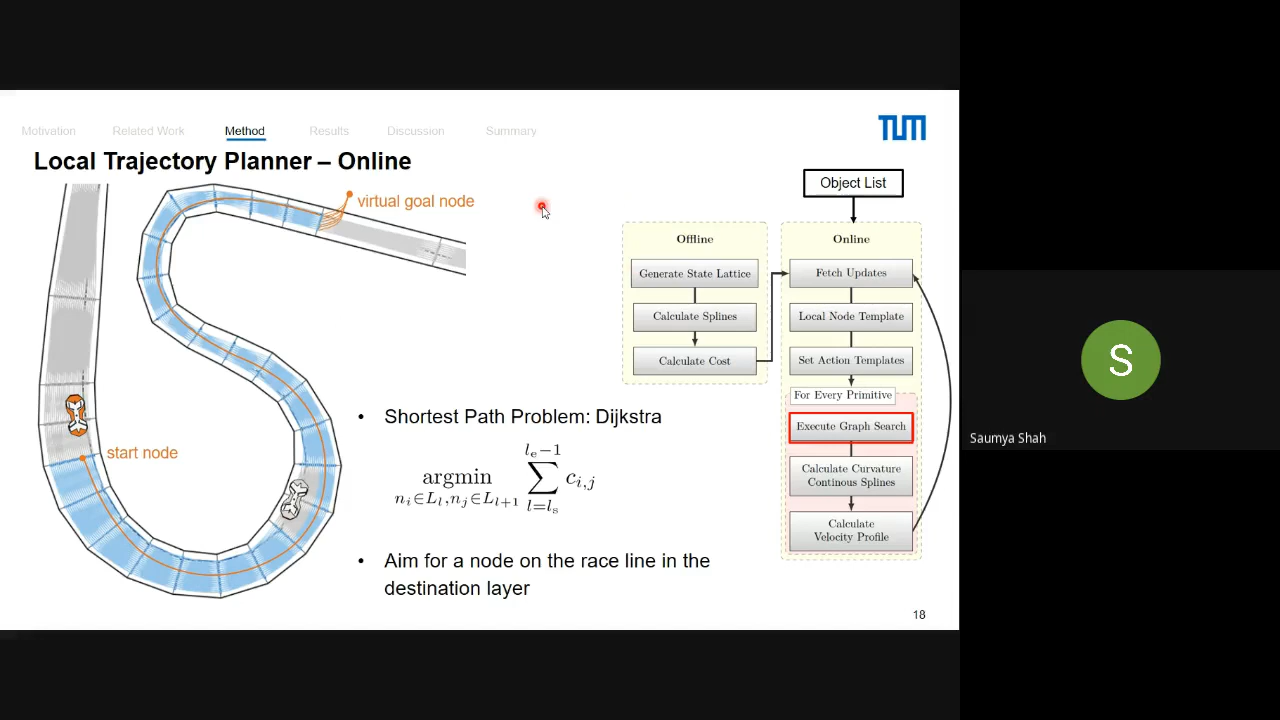 Motivation Related Work Method Results Discussion Summary
TUM
Local Trajectory Planner – Online
virtual goal node
start node
• Shortest Path Problem: Dijkstra
argmin
n_i∈L_l,n_j∈L_{l+1}
l_e−1
∑ c_{i,j}
l=l_s
• Aim for a node on the race line in the
destination layer
Object List
Offline
Generate State Lattice
Calculate Splines
Calculate Cost
Online
Fetch Updates
Local Node Template
Set Action Templates
For Every Primitive
Execute Graph Search
Calculate Curvature
Continous Splines
Calculate
Velocity Profile
18
S
Saumya Shah